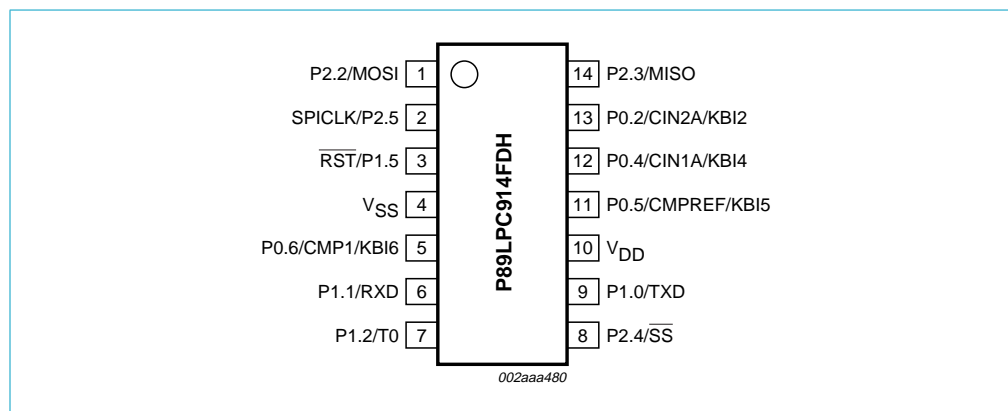 P2.2/MOSI 1 14 P2.3/MISO
SPICLK/P2.5 2 13 P0.2/CIN2A/KBI2
RST/P1.5 3 12 P0.4/CIN1A/KBI4
VSS 4 11 P0.5/CMPREF/KBI5
P0.6/CMP1/KBI6 5 10 VDD
P1.1/RXD 6 9 P1.0/TXD
P1.2/T0 7 8 P2.4/SS
P89LPC914FDH
002aaa480